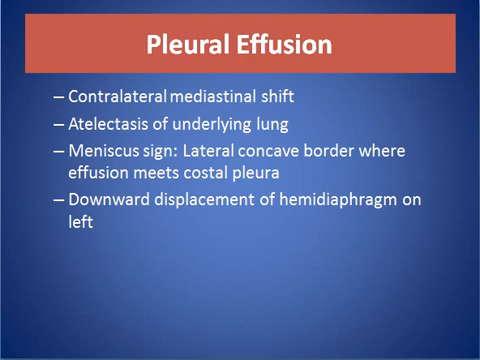 Pleural Effusion
– Contralateral mediastinal shift
– Atelectasis of underlying lung
– Meniscus sign: Lateral concave border where
effusion meets costal pleura
– Downward displacement of hemidiaphragm on
left